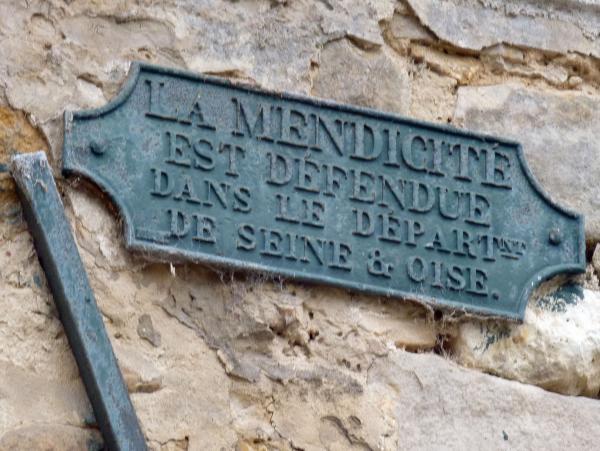 LA MENDICITÉ
EST DÉFENDUE
DANS LE DÉPARTNT
DE SEINE & OISE.